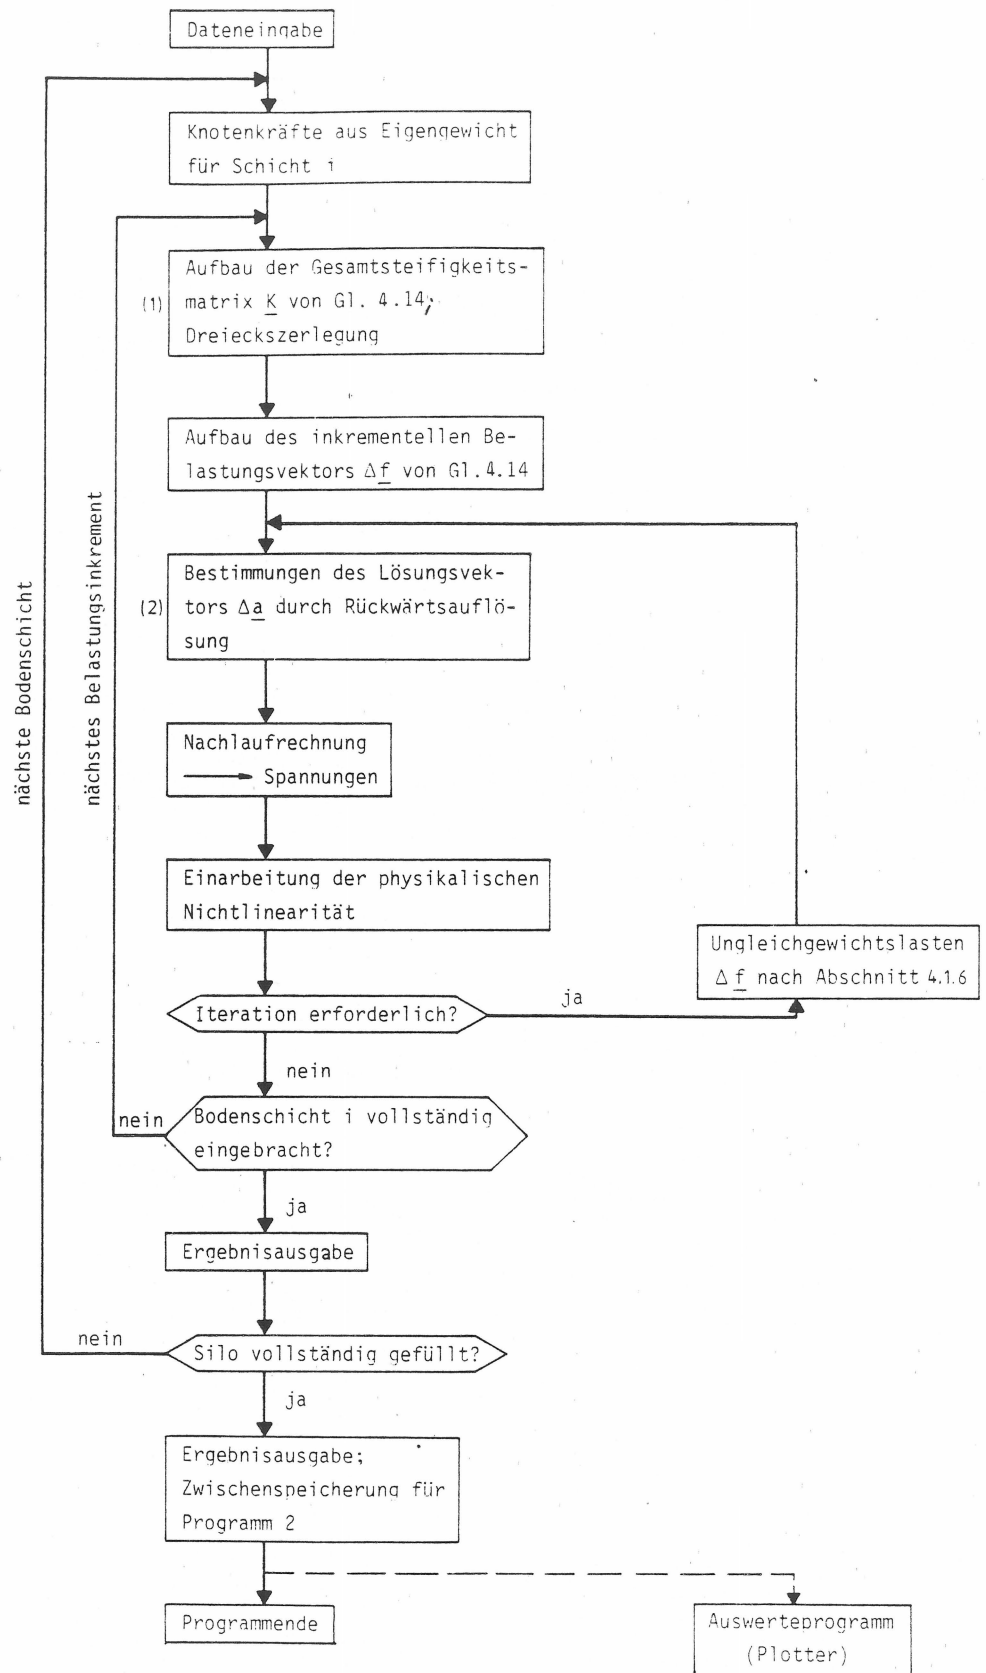 Dateneingabe
Knotenkräfte aus Eigengewicht
für Schicht i
Aufbau der Gesamtsteifigkeits-
(1) matrix K von Gl. 4.14;
Dreieckszerlegung
Aufbau des inkrementellen Be-
lastungsvektors Δf von Gl.4.14
Bestimmungen des Lösungsvek-
(2) tors Δa durch Rückwärtsauflö-
sung
Nachlaufrechnung
Spannungen
Einarbeitung der physikalischen
Nichtlinearität
Ungleichgewichtslasten
Δ f nach Abschnitt 4.1.6
Iteration erforderlich?
ja
nein
Bodenschicht i vollständig
eingebracht?
nein
ja
Ergebnisausgabe
Silo vollständig gefüllt?
nein
ja
Ergebnisausgabe;
Zwischenspeicherung für
Programm 2
Programmende
Auswerteprogramm
(Plotter)
nächste Bodenschicht
nächstes Belastungsinkrement